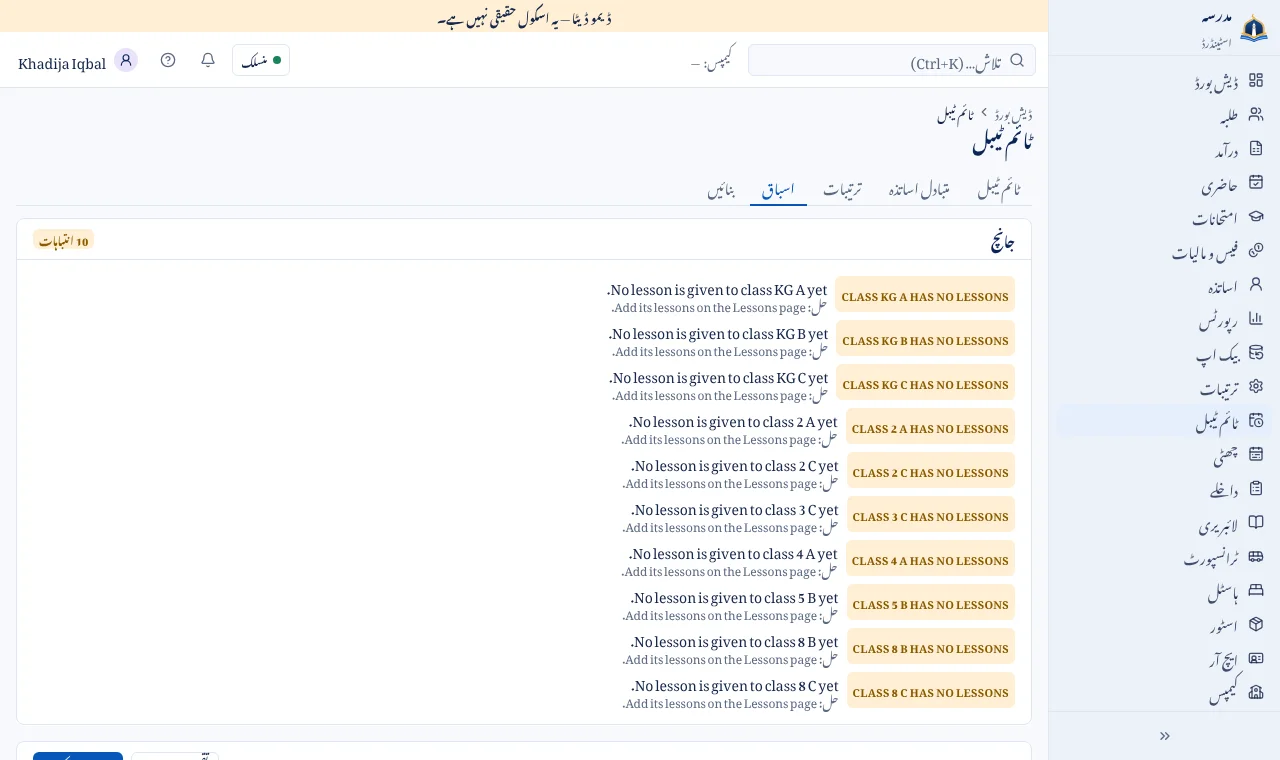 ڈیمو ڈیٹا — یہ اسکول حقیقی نہیں ہے۔
مدرسہ
اسٹینڈرڈ
تلاش... (Ctrl+K)
کیمپس: —
منسلک
Khadija Iqbal
ڈیش بورڈ
طلبہ
درآمد
حاضری
امتحانات
فیس و مالیات
اساتذہ
رپورٹس
بیک اپ
ترتیبات
ٹائم ٹیبل
چھٹی
داخلے
لائبریری
ٹرانسپورٹ
ہاسٹل
اسٹور
ایچ آر
کیمپس
ڈیش بورڈ
ٹائم ٹیبل
ٹائم ٹیبل
ٹائم ٹیبل
متبادل اساتذہ
ترتیبات
اسباق
بنائیں
جانچ
10 انتباہات
CLASS KG A HAS NO LESSONS
No lesson is given to class KG A yet.
حل: Add its lessons on the Lessons page.
CLASS KG B HAS NO LESSONS
No lesson is given to class KG B yet.
حل: Add its lessons on the Lessons page.
CLASS KG C HAS NO LESSONS
No lesson is given to class KG C yet.
حل: Add its lessons on the Lessons page.
CLASS 2 A HAS NO LESSONS
No lesson is given to class 2 A yet.
حل: Add its lessons on the Lessons page.
CLASS 2 C HAS NO LESSONS
No lesson is given to class 2 C yet.
حل: Add its lessons on the Lessons page.
CLASS 3 C HAS NO LESSONS
No lesson is given to class 3 C yet.
حل: Add its lessons on the Lessons page.
CLASS 4 A HAS NO LESSONS
No lesson is given to class 4 A yet.
حل: Add its lessons on the Lessons page.
CLASS 5 B HAS NO LESSONS
No lesson is given to class 5 B yet.
حل: Add its lessons on the Lessons page.
CLASS 8 B HAS NO LESSONS
No lesson is given to class 8 B yet.
حل: Add its lessons on the Lessons page.
CLASS 8 C HAS NO LESSONS
No lesson is given to class 8 C yet.
حل: Add its lessons on the Lessons page.